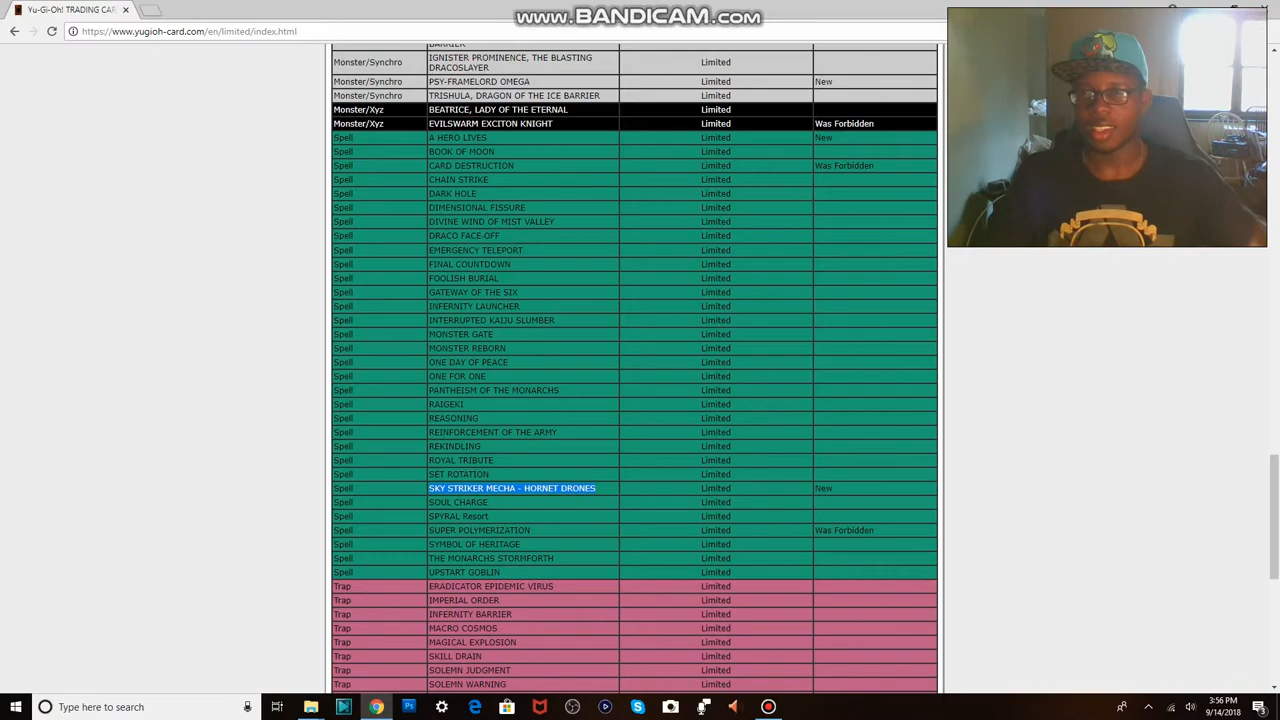 Yu-Gi-Oh! TRADING CAR
www.BANDICAM.com
https://www.yugioh-card.com/en/limited/index.html
BARRIER
Monster/Synchro IGNISTER PROMINENCE, THE BLASTING DRACOSLAYER Limited
Monster/Synchro PSY-FRAMELORD OMEGA Limited New
Monster/Synchro TRISHULA, DRAGON OF THE ICE BARRIER Limited
Monster/Xyz BEATRICE, LADY OF THE ETERNAL Limited
Monster/Xyz EVILSWARM EXCITON KNIGHT Limited Was Forbidden
Spell A HERO LIVES Limited New
Spell BOOK OF MOON Limited
Spell CARD DESTRUCTION Limited Was Forbidden
Spell CHAIN STRIKE Limited
Spell DARK HOLE Limited
Spell DIMENSIONAL FISSURE Limited
Spell DIVINE WIND OF MIST VALLEY Limited
Spell DRACO FACE-OFF Limited
Spell EMERGENCY TELEPORT Limited
Spell FINAL COUNTDOWN Limited
Spell FOOLISH BURIAL Limited
Spell GATEWAY OF THE SIX Limited
Spell INFERNITY LAUNCHER Limited
Spell INTERRUPTED KAIJU SLUMBER Limited
Spell MONSTER GATE Limited
Spell MONSTER REBORN Limited
Spell ONE DAY OF PEACE Limited
Spell ONE FOR ONE Limited
Spell PANTHEISM OF THE MONARCHS Limited
Spell RAIGEKI Limited
Spell REASONING Limited
Spell REINFORCEMENT OF THE ARMY Limited
Spell REKINDLING Limited
Spell ROYAL TRIBUTE Limited
Spell SET ROTATION Limited
Spell SKY STRIKER MECHA - HORNET DRONES Limited New
Spell SOUL CHARGE Limited
Spell SPYRAL Resort Limited
Spell SUPER POLYMERIZATION Limited Was Forbidden
Spell SYMBOL OF HERITAGE Limited
Spell THE MONARCHS STORMFORTH Limited
Spell UPSTART GOBLIN Limited
Trap ERADICATOR EPIDEMIC VIRUS Limited
Trap IMPERIAL ORDER Limited
Trap INFERNITY BARRIER Limited
Trap MACRO COSMOS Limited
Trap MAGICAL EXPLOSION Limited
Trap SKILL DRAIN Limited
Trap SOLEMN JUDGMENT Limited
Trap SOLEMN WARNING Limited
Type here to search
3:56 PM
9/14/2018